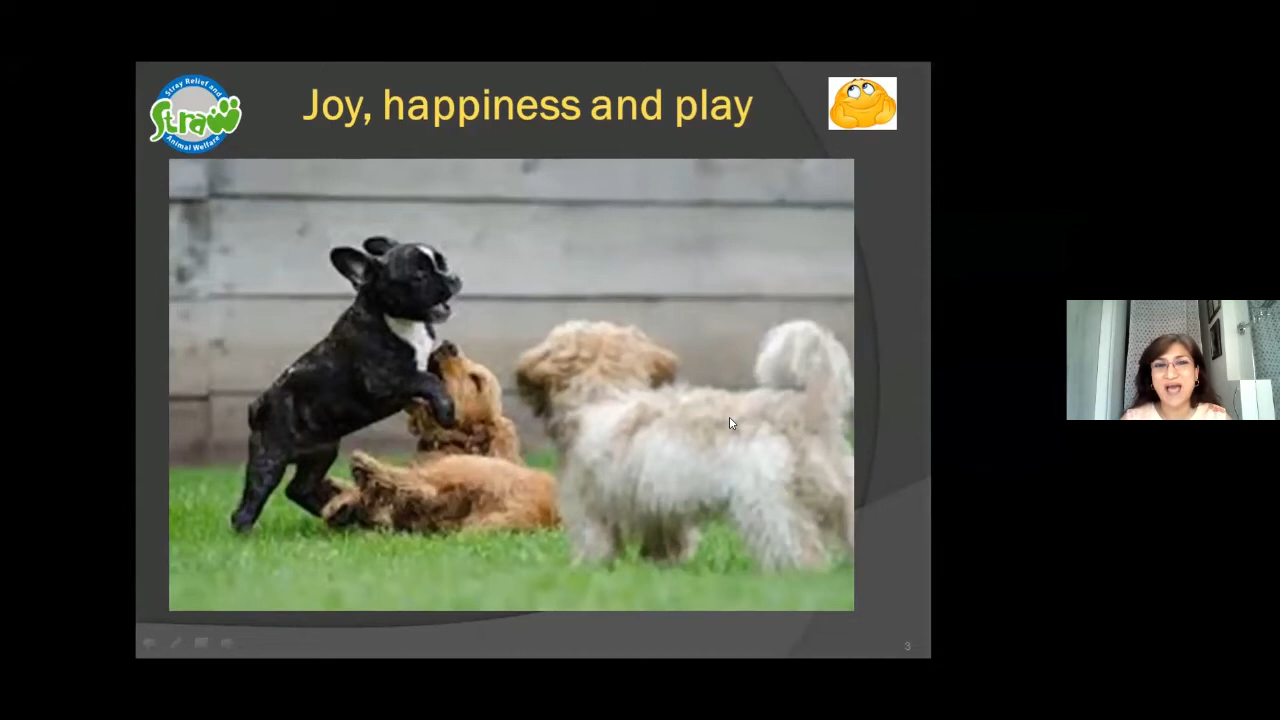 Stray Relief and
Straw
Animal Welfare
Joy, happiness and play
3